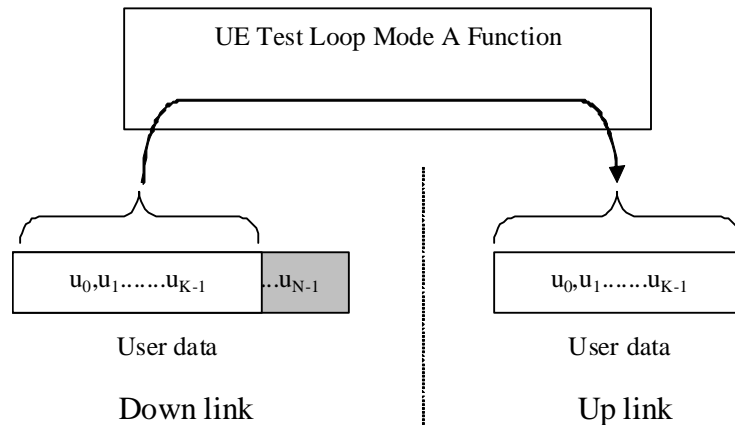 UE Test Loop Mode A Function
u0,u1.......uK-1 ...uN-1
u0,u1.......uK-1
User data
User data
Down link
Up link